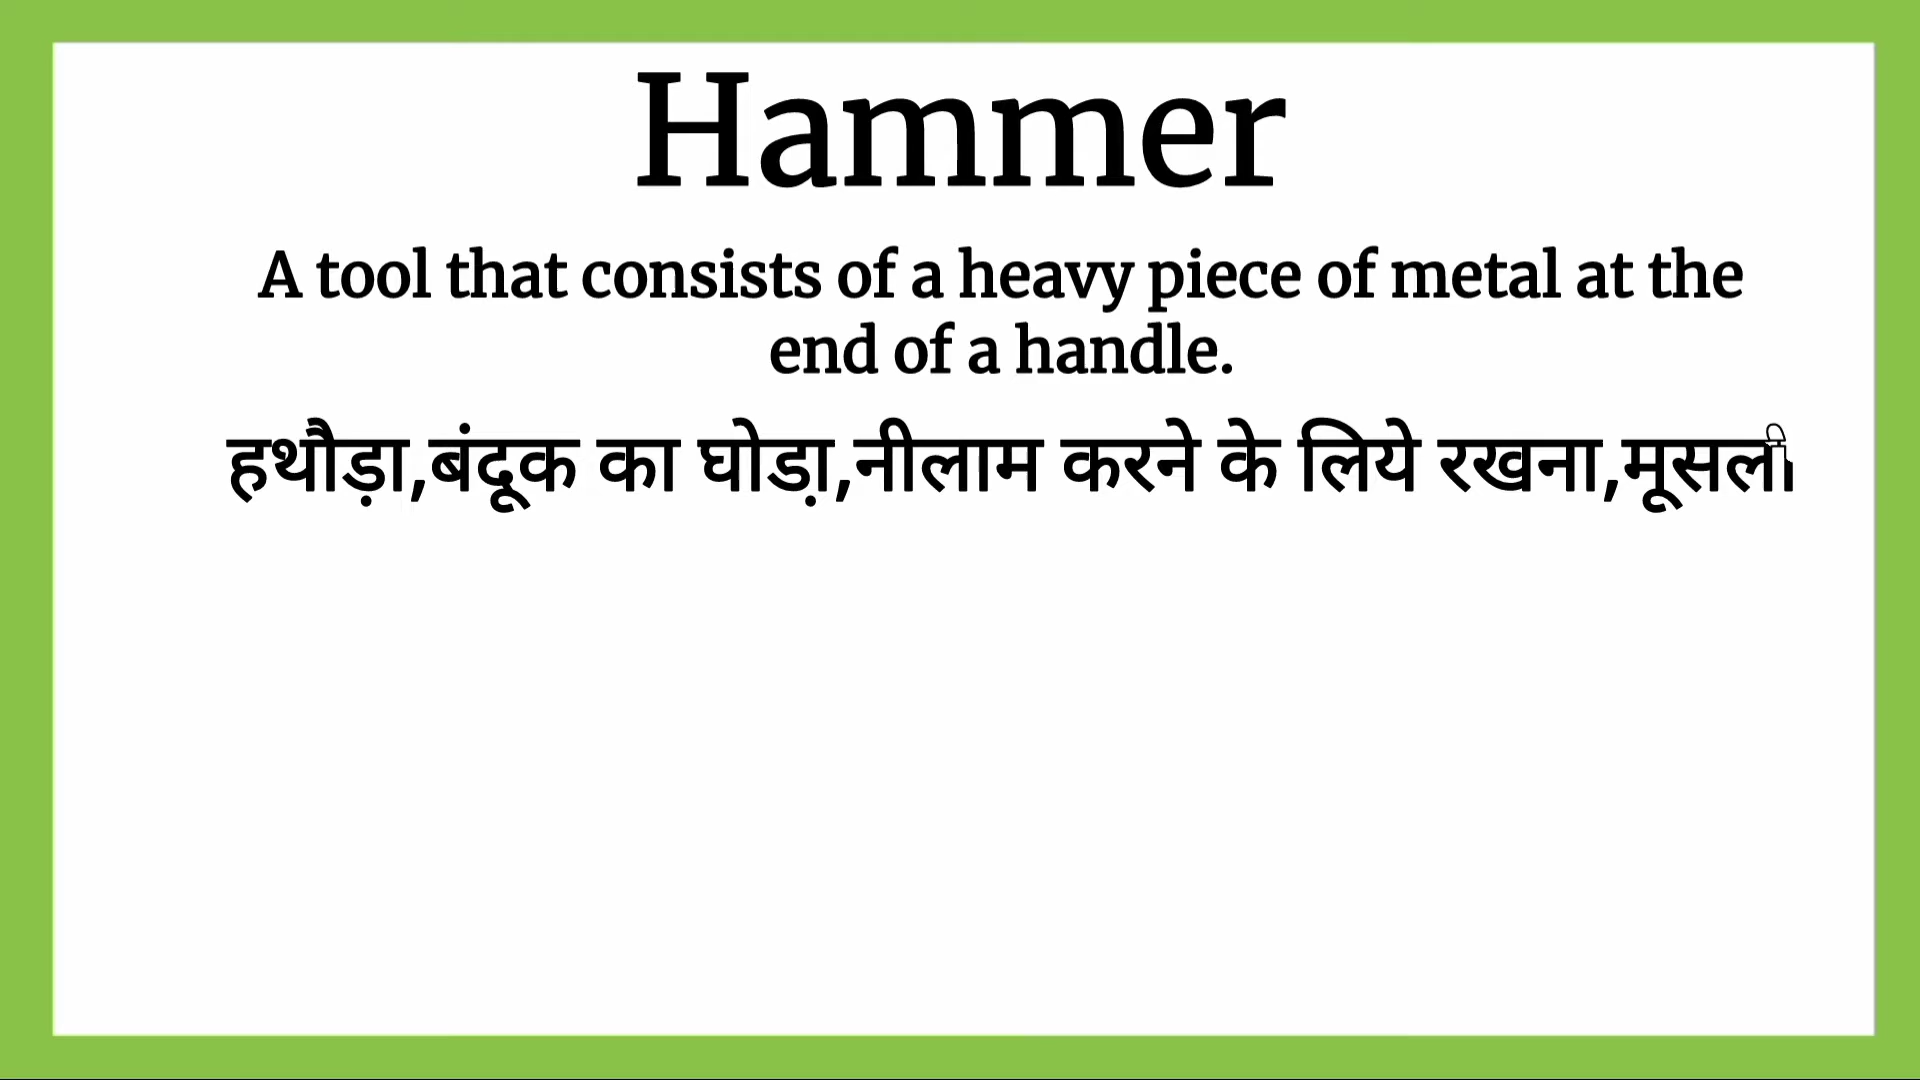 Hammer
A tool that consists of a heavy piece of metal at the
end of a handle.
हथौड़ा,बंदूक का घोडा़,नीलाम करने के लिये रखना,मूसली